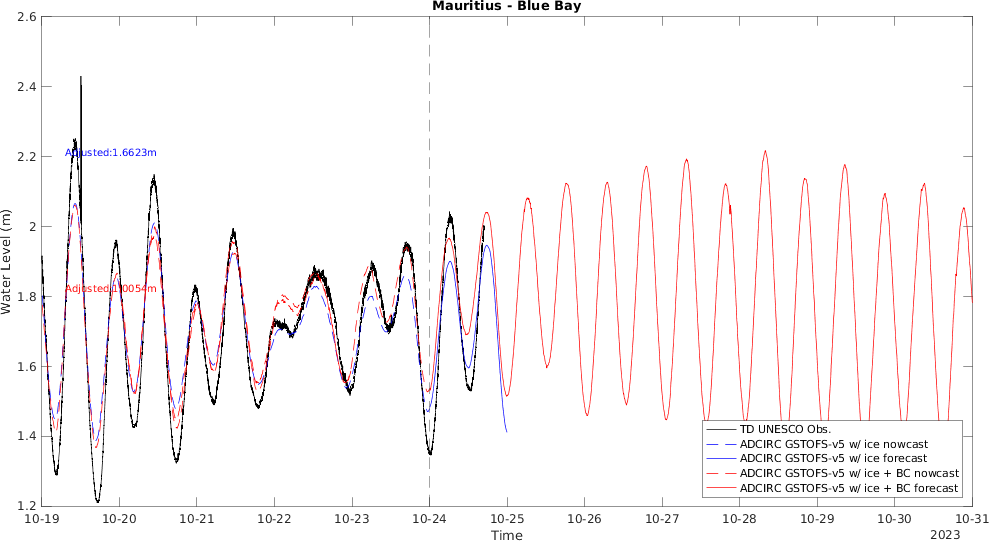 Mauritius - Blue Bay
2.6
2.4
2.2
2
1.8
1.6
1.4
1.2
Water Level (m)
Adjusted:1.6623m
Adjusted:1.0054m
TD UNESCO Obs.
ADCIRC GSTOFS-v5 w/ ice nowcast
ADCIRC GSTOFS-v5 w/ ice forecast
ADCIRC GSTOFS-v5 w/ ice + BC nowcast
ADCIRC GSTOFS-v5 w/ ice + BC forecast
10-19 10-20 10-21 10-22 10-23 10-24 10-25 10-26 10-27 10-28 10-29 10-30 10-31
Time
2023